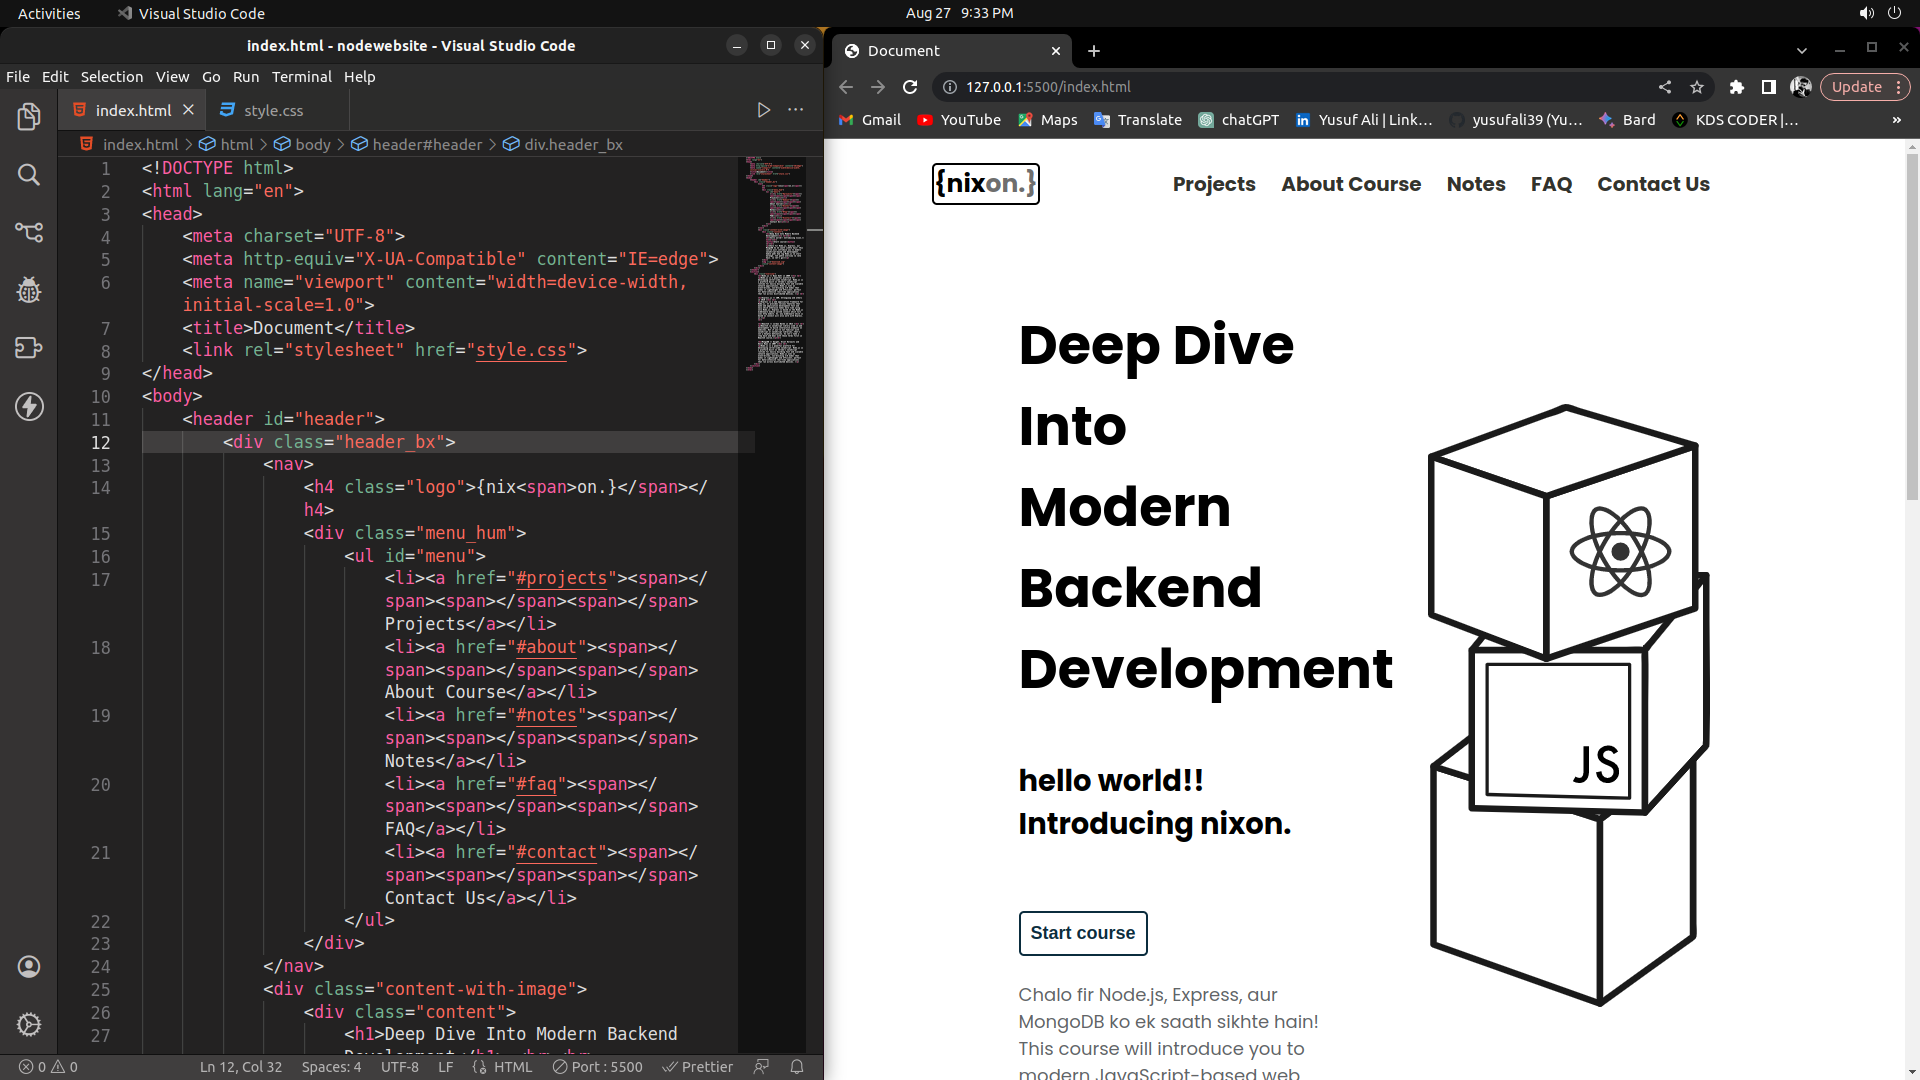 Activities
Visual Studio Code
Aug 27 9:33 PM
index.html - nodewebsite - Visual Studio Code
File Edit Selection View Go Run Terminal Help
index.html
style.css
index.html > html > body > header#header > div.header_bx
1 <!DOCTYPE html>
2 <html lang="en">
3 <head>
4 <meta charset="UTF-8">
5 <meta http-equiv="X-UA-Compatible" content="IE=edge">
6 <meta name="viewport" content="width=device-width,
initial-scale=1.0">
7 <title>Document</title>
8 <link rel="stylesheet" href="style.css">
9 </head>
10 <body>
11 <header id="header">
12 <div class="header_bx">
13 <nav>
14 <h4 class="logo">{nix<span>on.}</span></
h4>
15 <div class="menu_hum">
16 <ul id="menu">
17 <li><a href="#projects"><span></
span><span></span><span></span>
Projects</a></li>
18 <li><a href="#about"><span></
span><span></span><span></span>
About Course</a></li>
19 <li><a href="#notes"><span></
span><span></span><span></span>
Notes</a></li>
20 <li><a href="#faq"><span></
span><span></span><span></span>
FAQ</a></li>
21 <li><a href="#contact"><span></
span><span></span><span></span>
Contact Us</a></li>
22 </ul>
23 </div>
24 </nav>
25 <div class="content-with-image">
26 <div class="content">
27 <h1>Deep Dive Into Modern Backend
0 0
Ln 12, Col 32 Spaces: 4 UTF-8 LF HTML Port : 5500 Prettier
Document
127.0.0.1:5500/index.html
Update
Gmail YouTube Maps Translate chatGPT Yusuf Ali | Link... yusufali39 (Yu... Bard KDS CODER |... »
{nixon.}
Projects About Course Notes FAQ Contact Us
Deep Dive
Into
Modern
Backend
Development
JS
hello world!!
Introducing nixon.
Start course
Chalo fir Node.js, Express, aur
MongoDB ko ek saath sikhte hain!
This course will introduce you to
modern JavaScript-based web